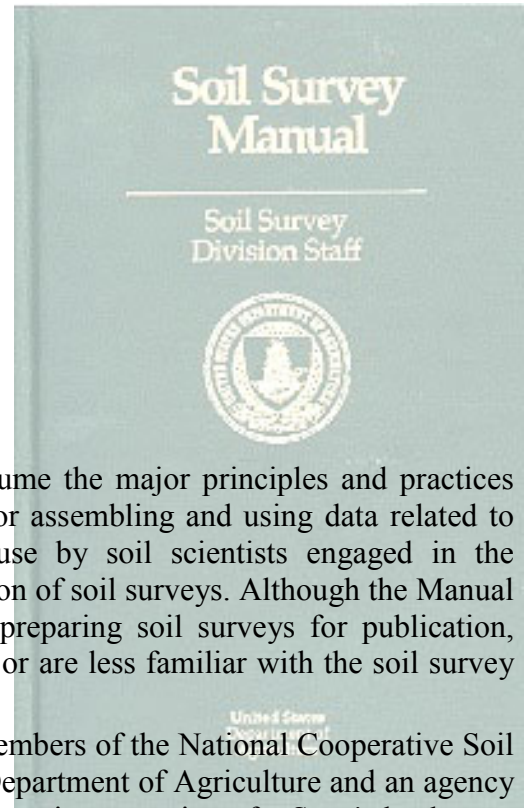 Soil Survey
Manual
Soil Survey
Division Staff
ume the major principles and practices
or assembling and using data related to
use by soil scientists engaged in the
on of soil surveys. Although the Manual
preparing soil surveys for publication,
or are less familiar with the soil survey
United States
Department of
embers of the National Cooperative Soil
Department of Agriculture and an agency